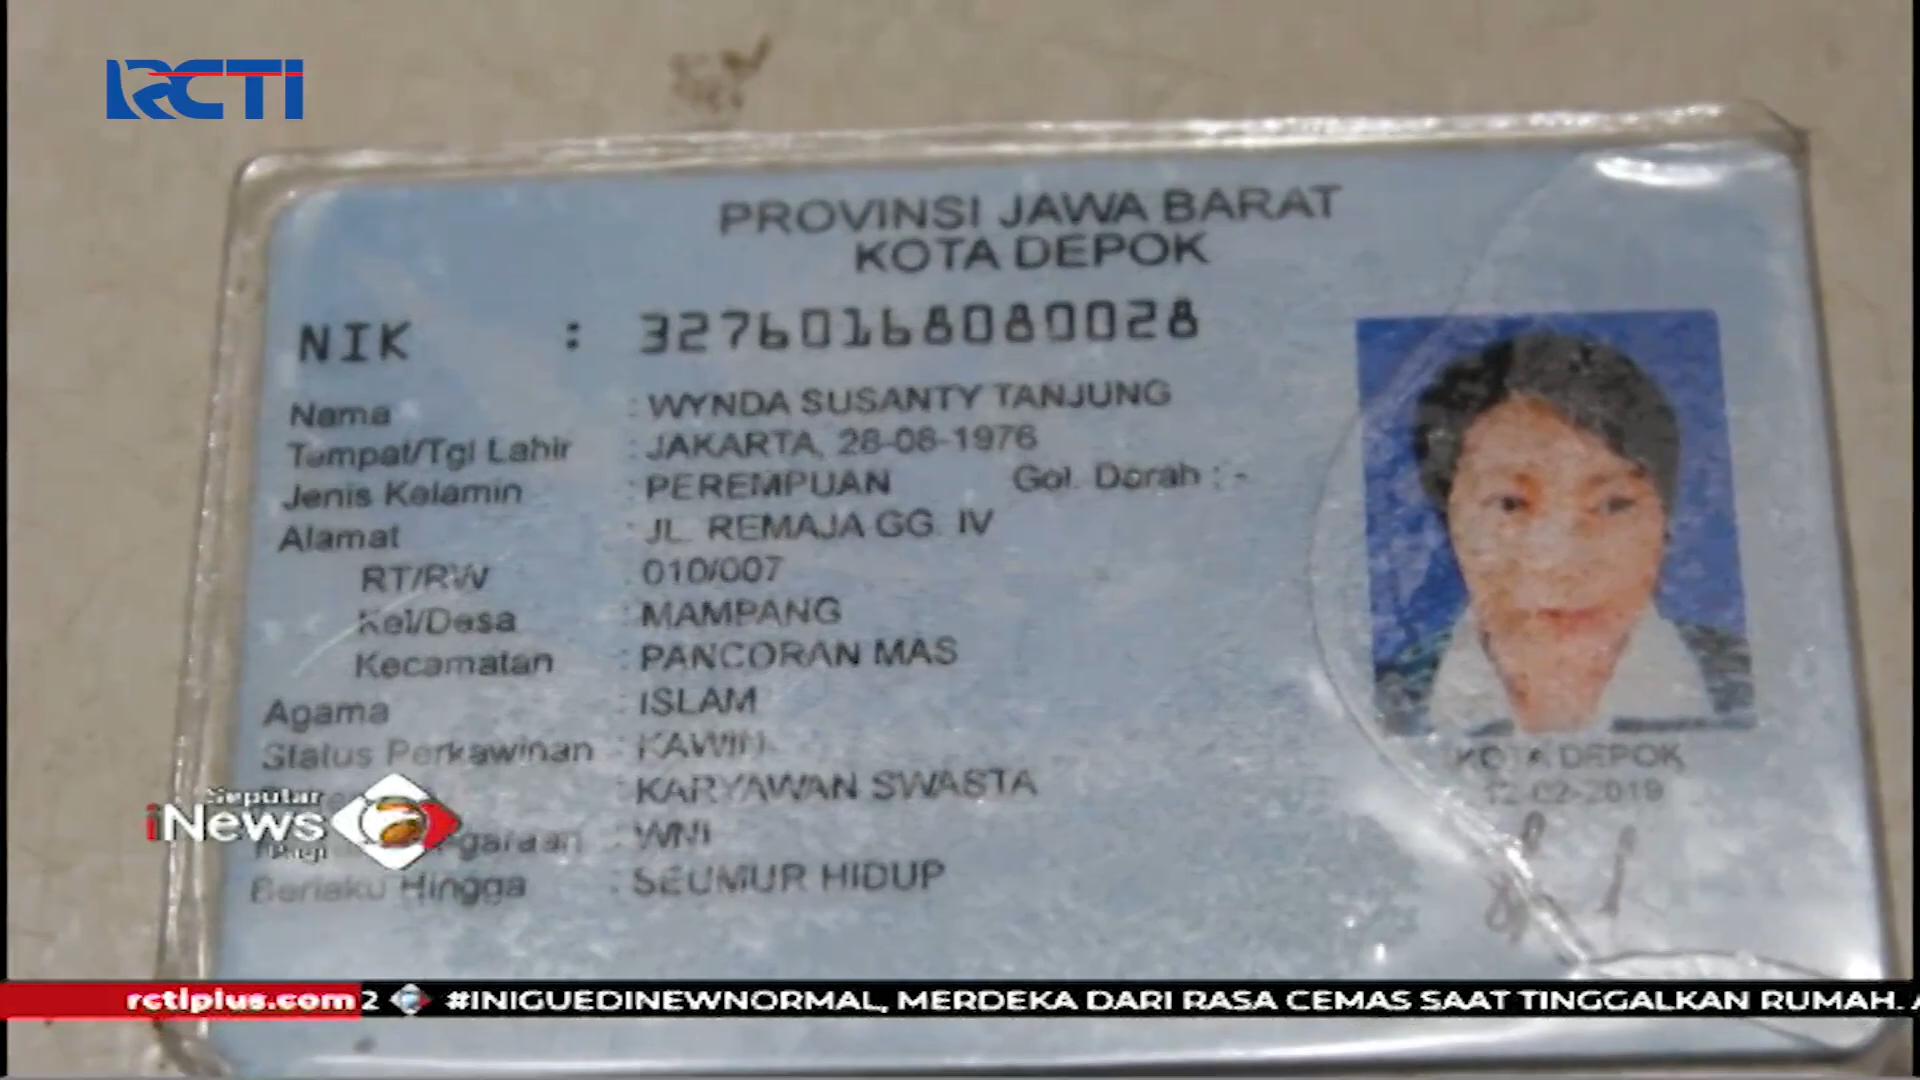 RCTI
PROVINSI JAWA BARAT
KOTA DEPOK
NIK : 32760168080028
Nama : WYNDA SUSANTY TANJUNG
Tempat/Tgl Lahir : JAKARTA, 28-08-1976
Jenis Kelamin : PEREMPUAN Gol. Darah : -
Alamat : JL. REMAJA GG. IV
RT/RW : 010/007
Kel/Desa : MAMPANG
Kecamatan : PANCORAN MAS
Agama : ISLAM
Status Perkawinan : KAWIN
: KARYAWAN SWASTA
: WNI
Berlaku Hingga : SEUMUR HIDUP
KOTA DEPOK
12-02-2019
Seputar
iNews
Pagi
rctiplus.com 2 #INIGUEDINEWNORMAL, MERDEKA DARI RASA CEMAS SAAT TINGGALKAN RUMAH. A